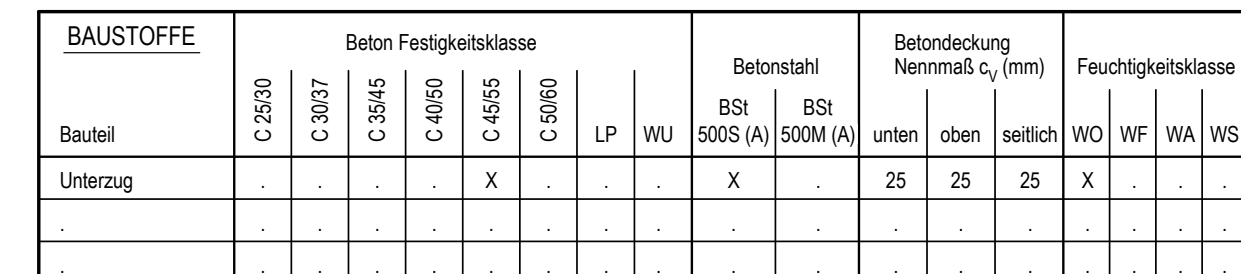 BAUSTOFFE
Beton Festigkeitsklasse
Betonstahl
Betondeckung
Nennmaß cV (mm)
Feuchtigkeitsklasse
Bauteil
C 25/30 C 30/37 C 35/45 C 40/50 C 45/55 C 50/60 LP WU BSt 500S (A) BSt 500M (A) unten oben seitlich WO WF WA WS
Unterzug . . . . X . . . X . 25 25 25 X . . .
. . . . . . . . . . . . . . . . . .
. . . . . . . . . . . . . . . . . .